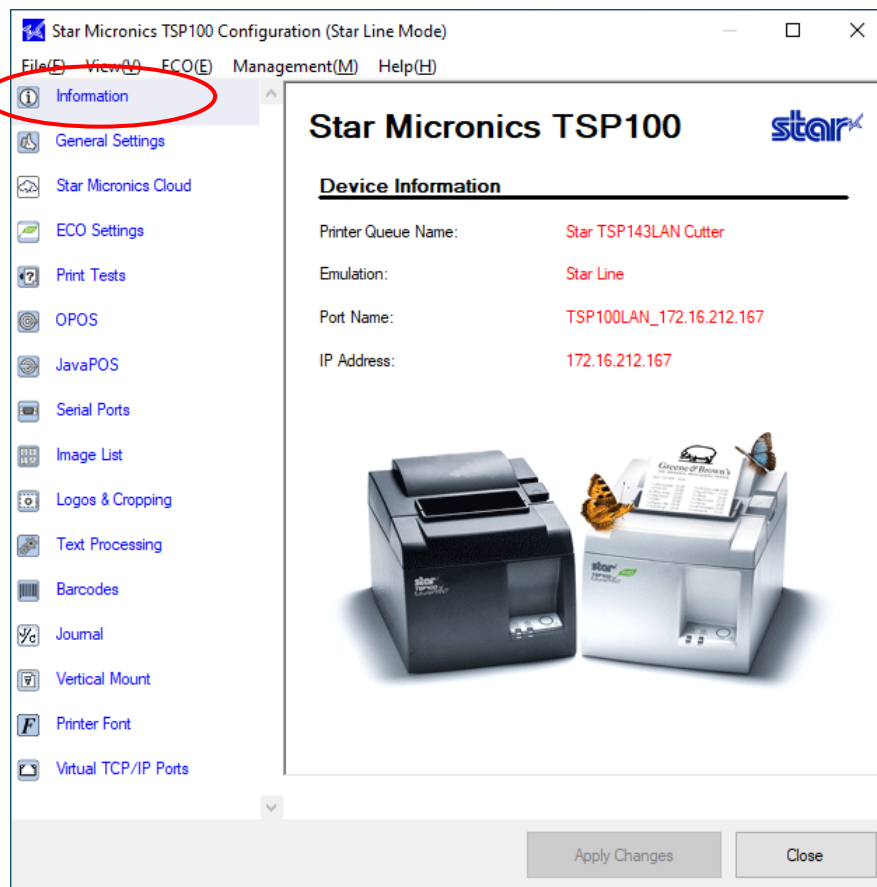 Star Micronics TSP100 Configuration (Star Line Mode)
File(F) View(V) ECO(E) Management(M) Help(H)
Information
General Settings
Star Micronics Cloud
ECO Settings
Print Tests
OPOS
JavaPOS
Serial Ports
Image List
Logos & Cropping
Text Processing
Barcodes
Journal
Vertical Mount
Printer Font
Virtual TCP/IP Ports
Star Micronics TSP100
star
Device Information
Printer Queue Name: Star TSP143LAN Cutter
Emulation: Star Line
Port Name: TSP100LAN_172.16.212.167
IP Address: 172.16.212.167
Greene & Brown's
star
star
Apply Changes
Close